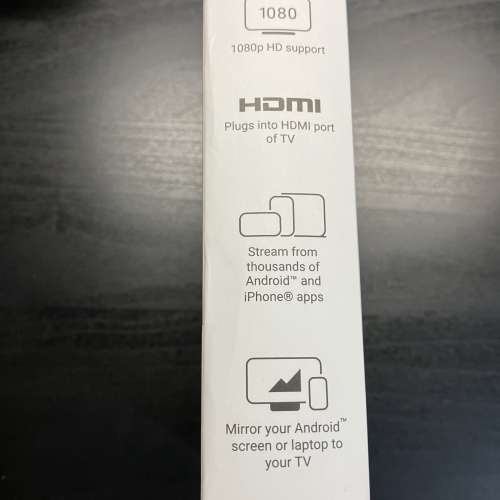 1080
1080p HD support
HDMI
Plugs into HDMI port
of TV
Stream from
thousands of
Android™ and
iPhone® apps
Mirror your Android™
screen or laptop to
your TV